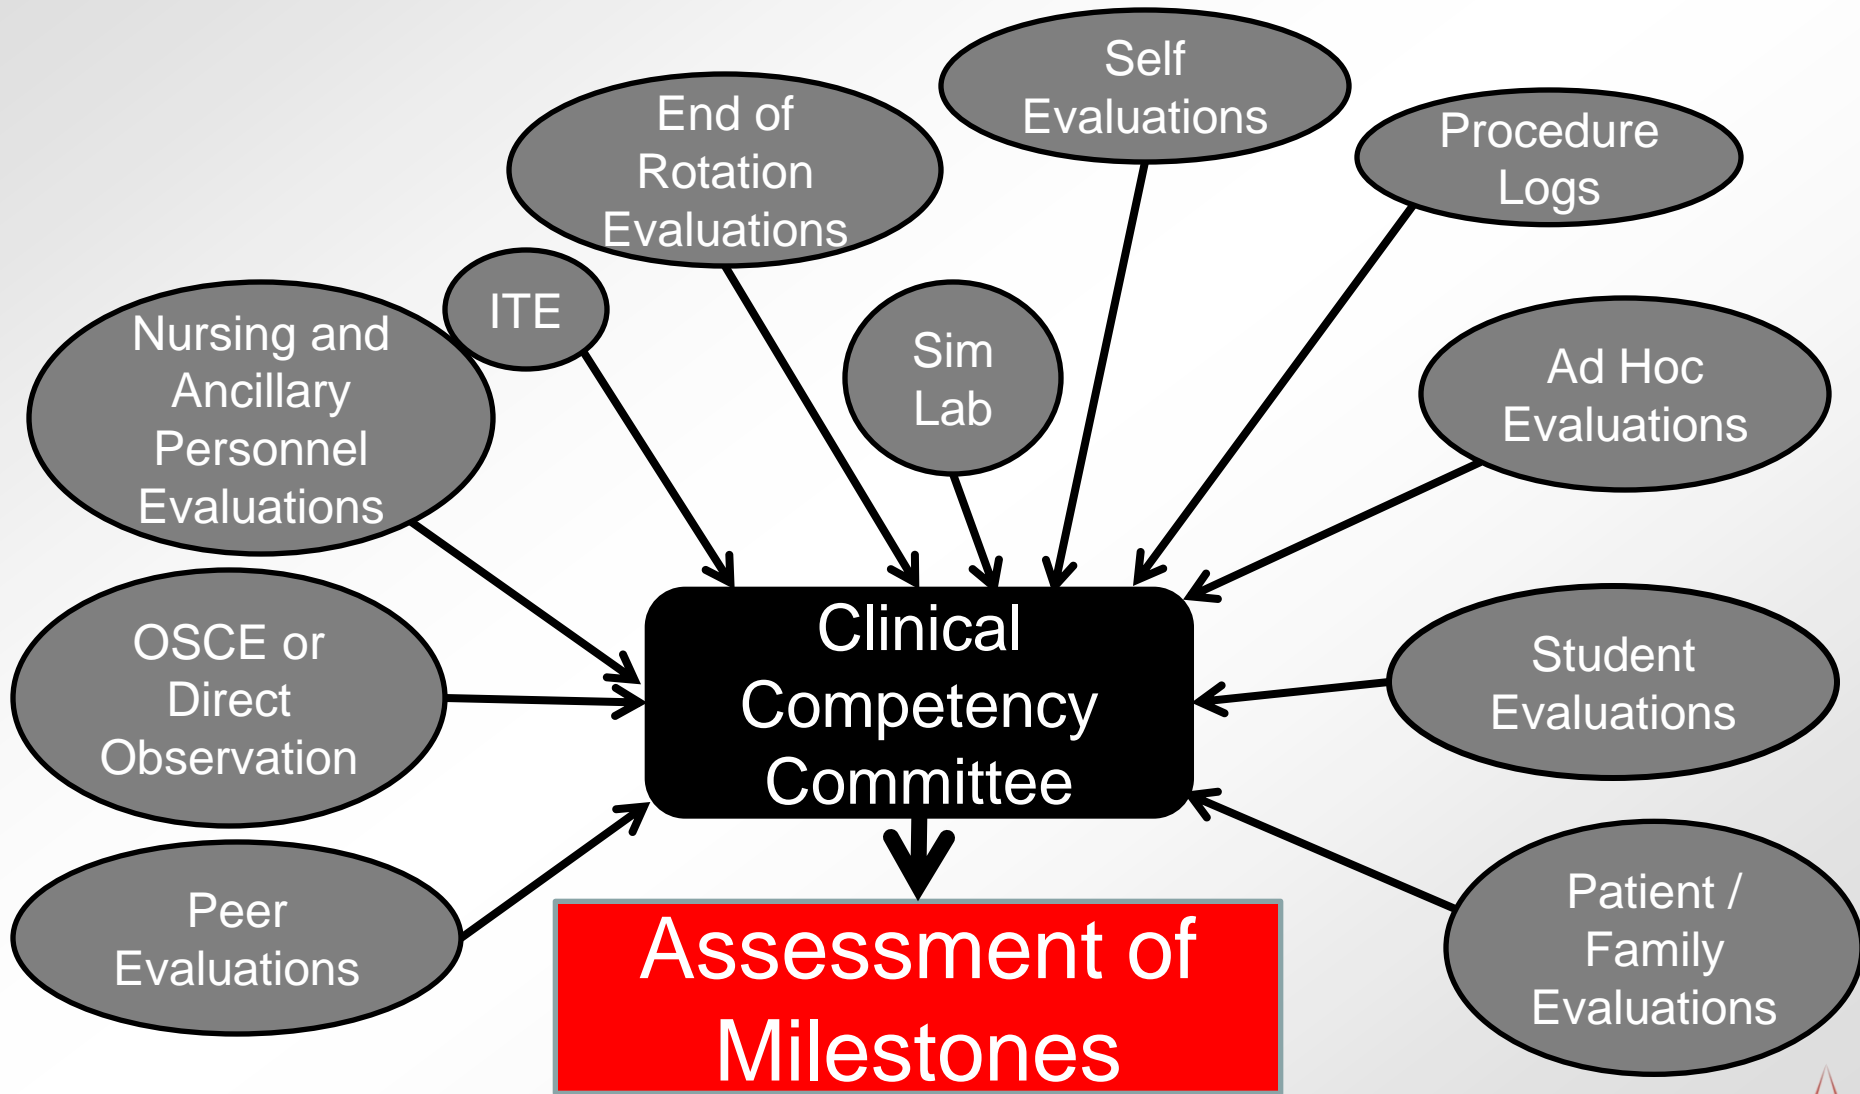 Self
Evaluations
End of
Rotation
Evaluations
Procedure
Logs
ITE
Nursing and
Ancillary
Personnel
Evaluations
Sim
Lab
Ad Hoc
Evaluations
OSCE or
Direct
Observation
Clinical
Competency
Committee
Student
Evaluations
Peer
Evaluations
Patient /
Family
Evaluations
Assessment of
Milestones